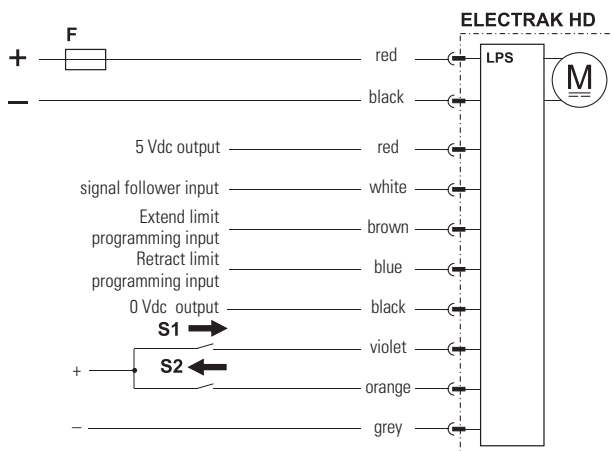 ELECTRAK HD
F
+ red LPS
M
– black
5 Vdc output red
signal follower input white
Extend limit
programming input brown
Retract limit
programming input blue
0 Vdc output black
S1
violet
+ S2
orange
– grey